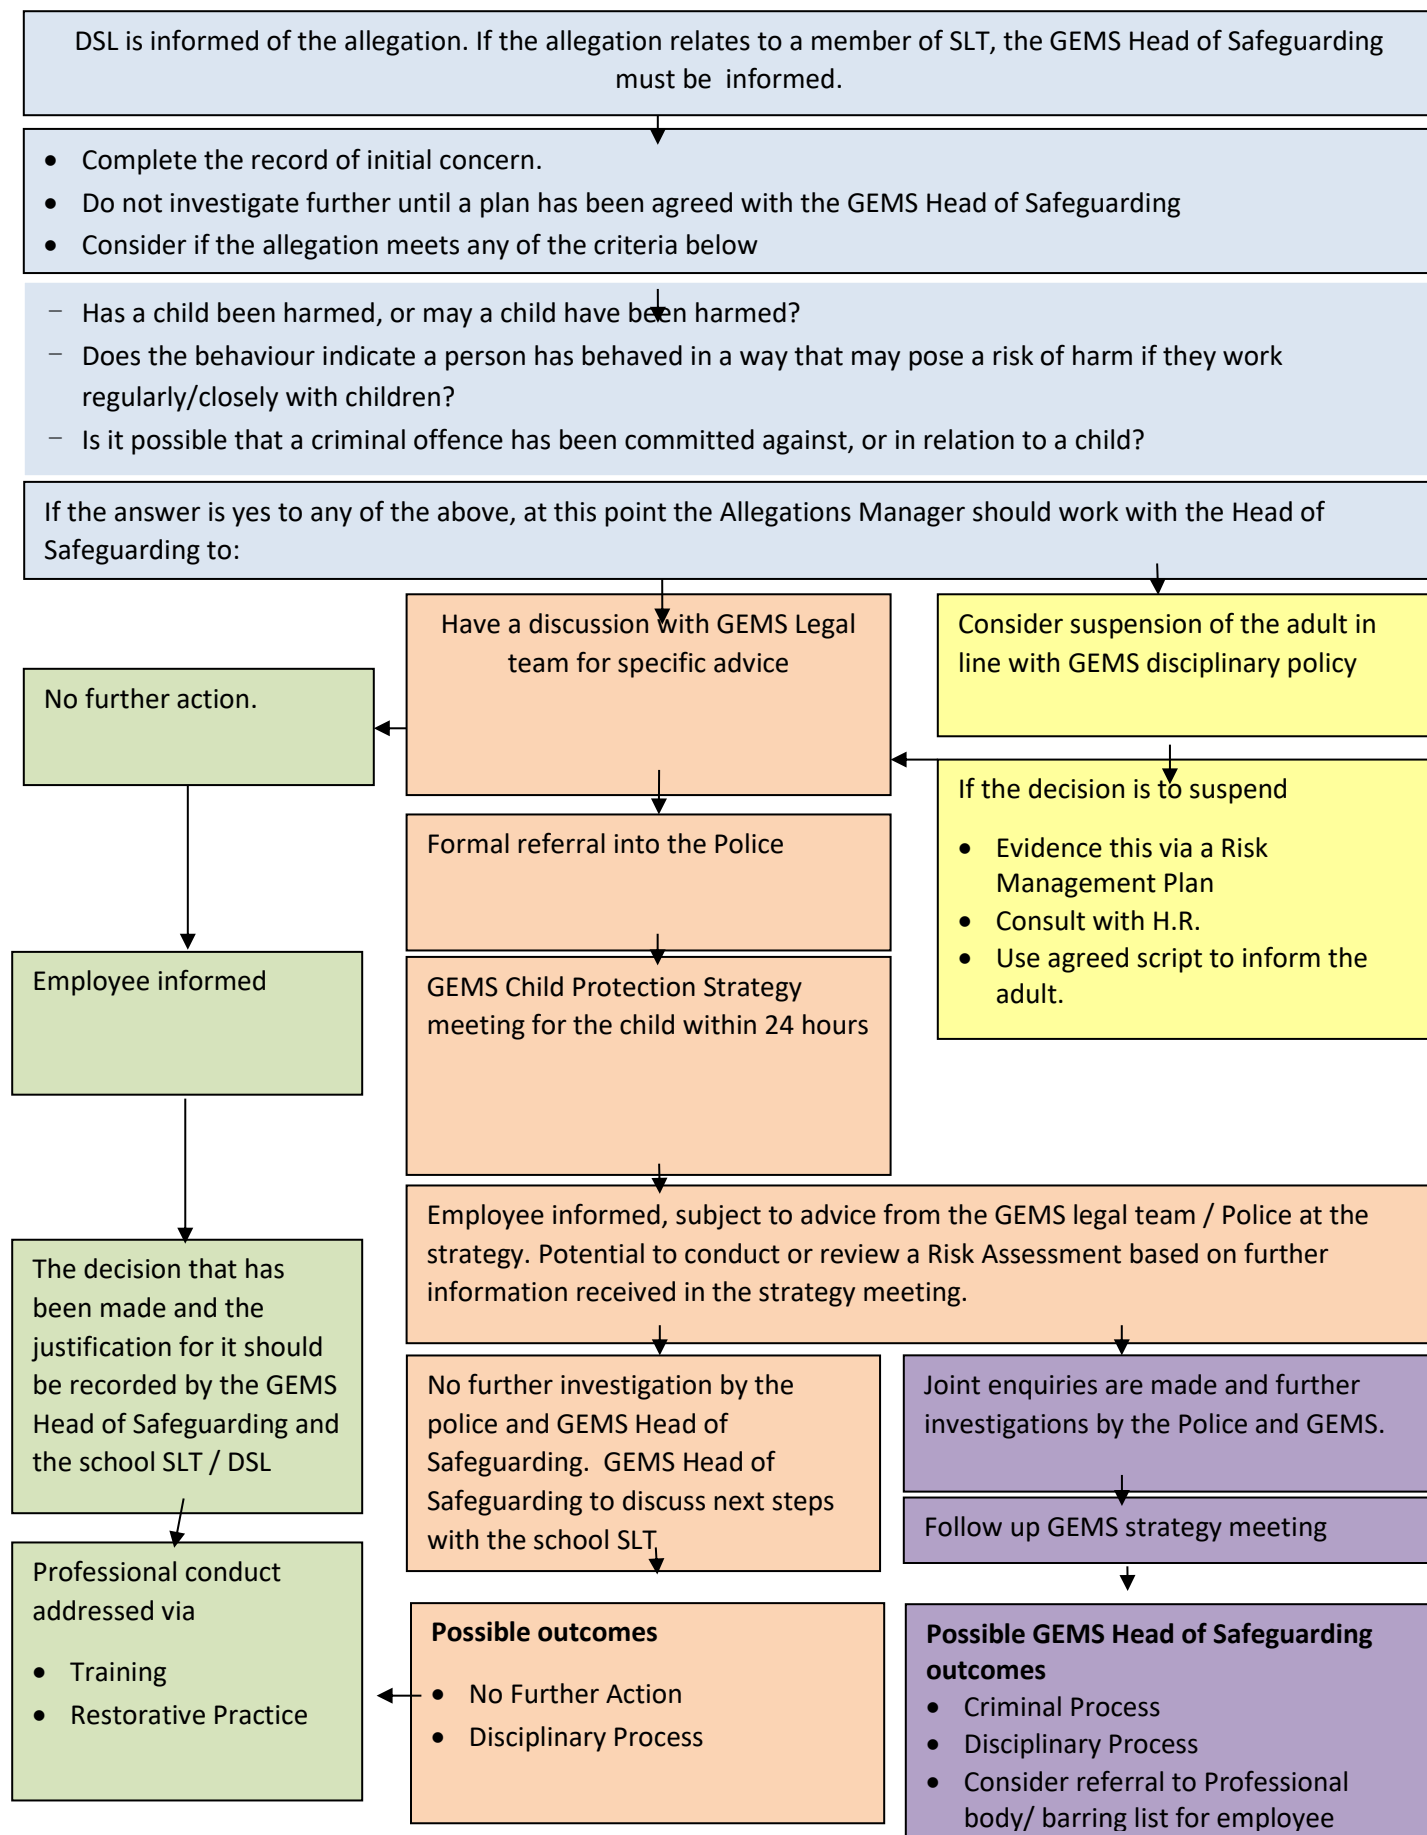 DSL is informed of the allegation. If the allegation relates to a member of SLT, the GEMS Head of Safeguarding
must be  informed.
• Complete the record of initial concern.
• Do not investigate further until a plan has been agreed with the GEMS Head of Safeguarding
• Consider if the allegation meets any of the criteria below
− Has a child been harmed, or may a child have been harmed?
− Does the behaviour indicate a person has behaved in a way that may pose a risk of harm if they work
regularly/closely with children?
− Is it possible that a criminal offence has been committed against, or in relation to a child?
If the answer is yes to any of the above, at this point the Allegations Manager should work with the Head of
Safeguarding to:
Have a discussion with GEMS Legal
team for specific advice
Consider suspension of the adult in
line with GEMS disciplinary policy
No further action.
If the decision is to suspend
• Evidence this via a Risk
Management Plan
• Consult with H.R.
• Use agreed script to inform the
adult.
Formal referral into the Police
Employee informed
GEMS Child Protection Strategy
meeting for the child within 24 hours
Employee informed, subject to advice from the GEMS legal team / Police at the
strategy. Potential to conduct or review a Risk Assessment based on further
information received in the strategy meeting.
The decision that has
been made and the
justification for it should
be recorded by the GEMS
Head of Safeguarding and
the school SLT / DSL
No further investigation by the
police and GEMS Head of
Safeguarding.  GEMS Head of
Safeguarding to discuss next steps
with the school SLT
Joint enquiries are made and further
investigations by the Police and GEMS.
Follow up GEMS strategy meeting
Professional conduct
addressed via
• Training
• Restorative Practice
Possible outcomes
• No Further Action
• Disciplinary Process
Possible GEMS Head of Safeguarding
outcomes
• Criminal Process
• Disciplinary Process
• Consider referral to Professional
body/ barring list for employee